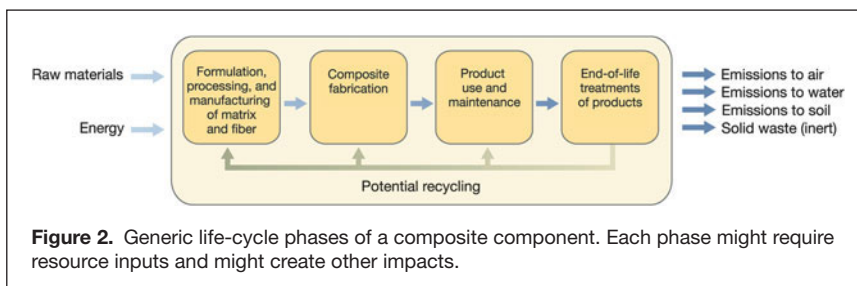 Raw materials
Energy
Formulation,
processing, and
manufacturing
of matrix
and fiber
Composite
fabrication
Product
use and
maintenance
End-of-life
treatments
of products
Emissions to air
Emissions to water
Emissions to soil
Solid waste (inert)
Potential recycling
Figure 2. Generic life-cycle phases of a composite component. Each phase might require
resource inputs and might create other impacts.